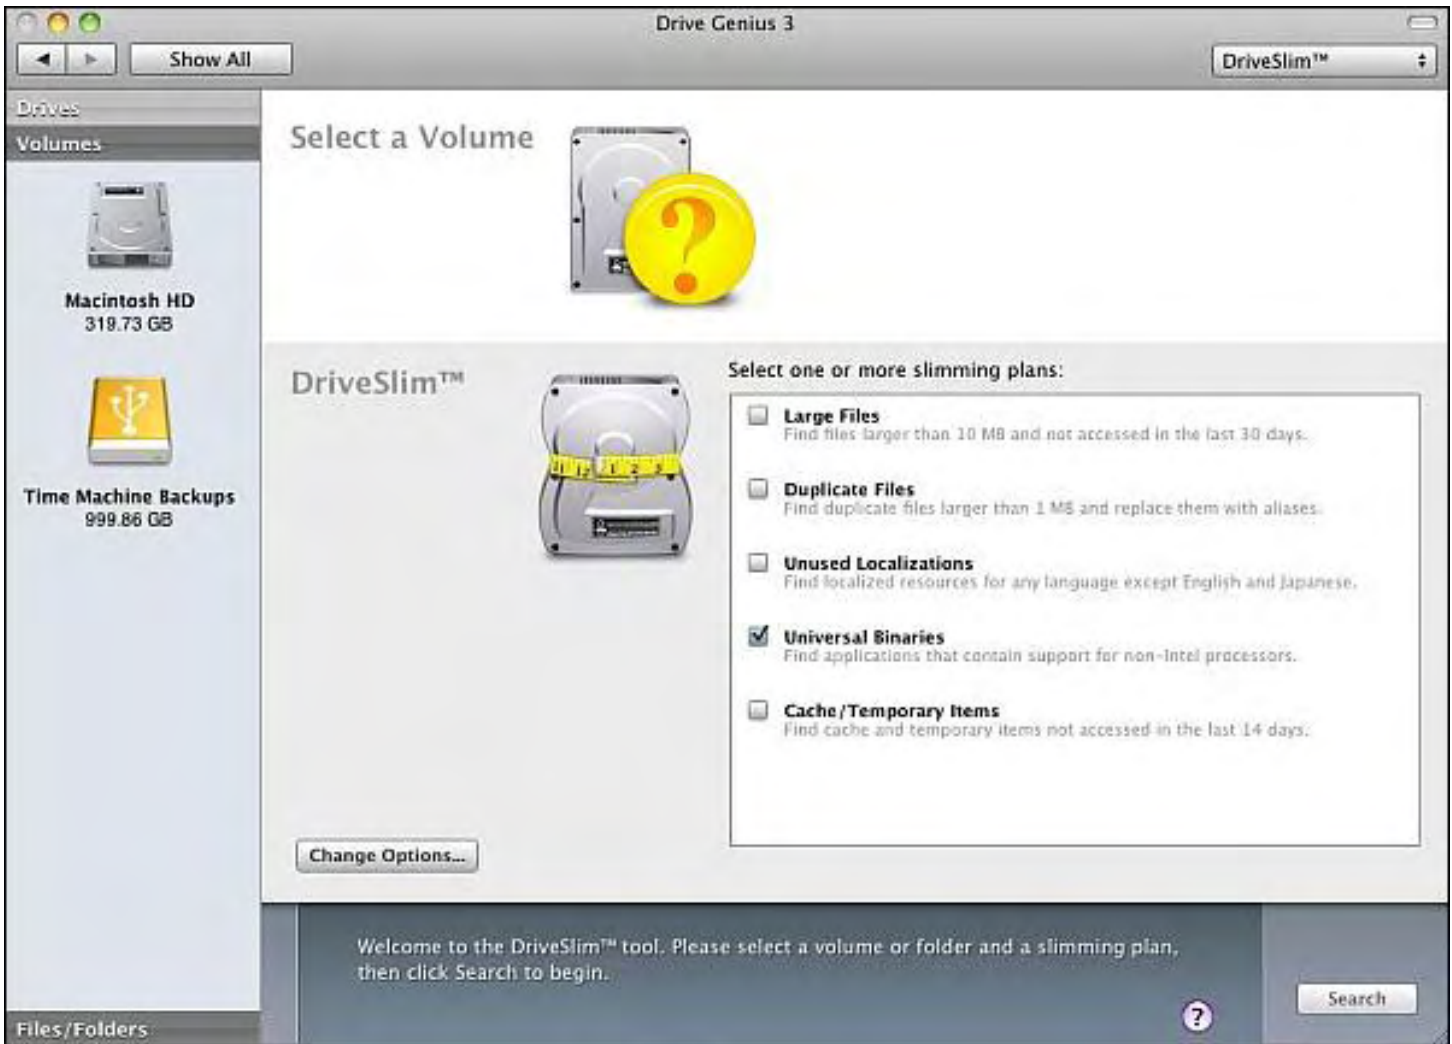 Drive Genius 3
Show All
DriveSlim™
Drives
Volumes
Macintosh HD
319.73 GB
Time Machine Backups
999.86 GB
Files/Folders
Select a Volume
?
DriveSlim™
Change Options...
Select one or more slimming plans:
Large Files
Find files larger than 10 MB and not accessed in the last 30 days.
Duplicate Files
Find duplicate files larger than 1 MB and replace them with aliases.
Unused Localizations
Find localized resources for any language except English and Japanese.
Universal Binaries
Find applications that contain support for non-Intel processors.
Cache/Temporary Items
Find cache and temporary items not accessed in the last 14 days.
Welcome to the DriveSlim™ tool. Please select a volume or folder and a slimming plan,
then click Search to begin.
?
Search